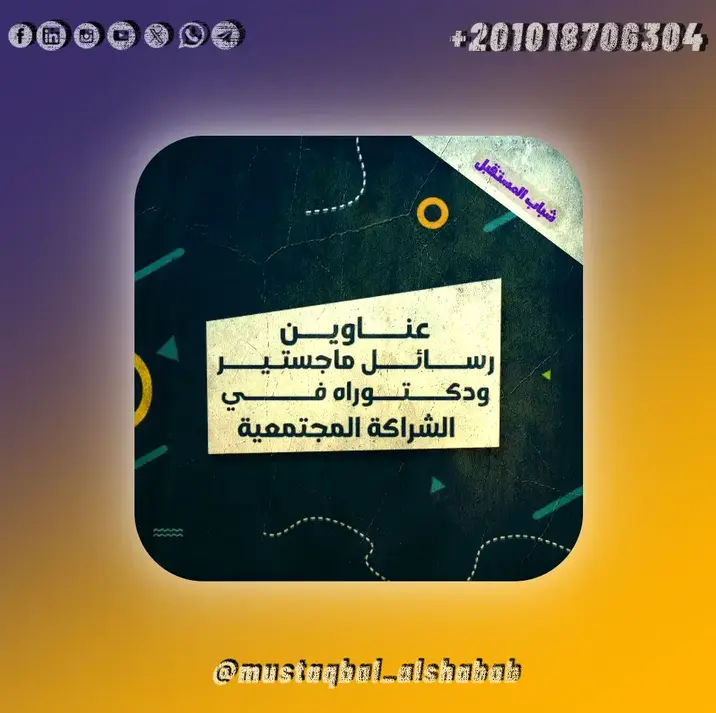 +201018706304
شباب المستقبل
عناوين
رسائل ماجستير
ودكتوراه في
الشراكة المجتمعية
@mustaqbal_alshabab